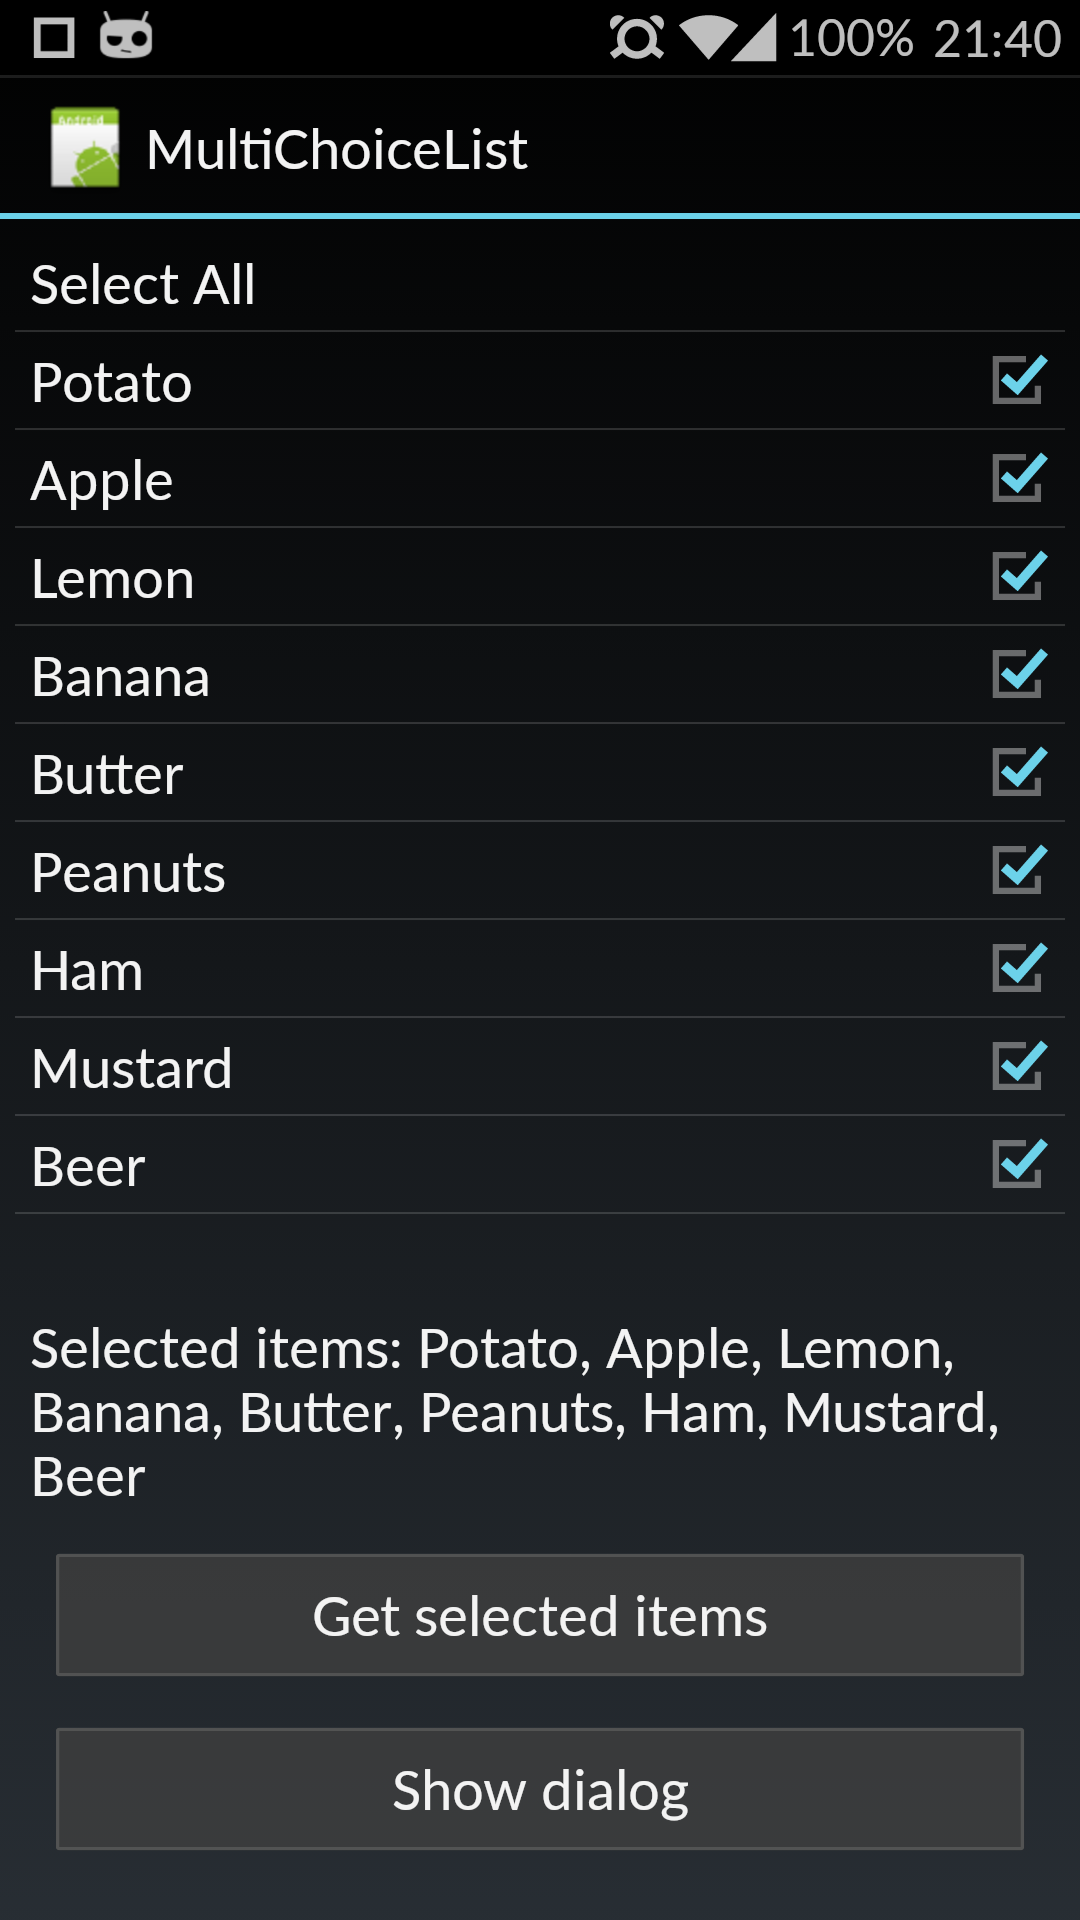 100% 21:40
Android
MultiChoiceList
Select All
Potato
Apple
Lemon
Banana
Butter
Peanuts
Ham
Mustard
Beer
Selected items: Potato, Apple, Lemon,
Banana, Butter, Peanuts, Ham, Mustard,
Beer
Get selected items
Show dialog